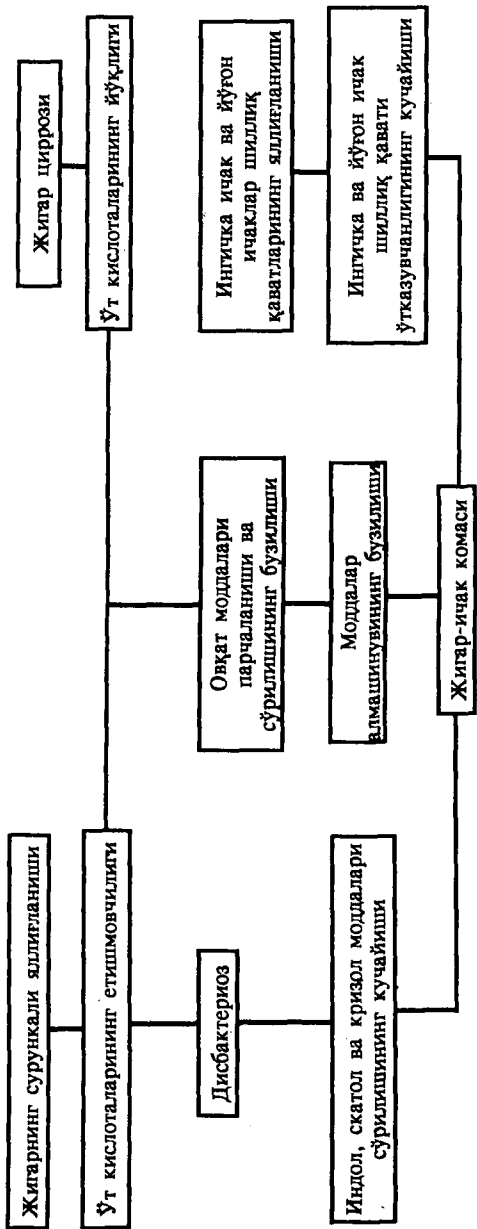 Жигарнинг сурункали яллиғланиши
Жигар циррози
Ўт кислоталарининг етишмовчилиги
Ўт кислоталарининг йўқлиги
Дисбактериоз
Овқат моддалари
парчаланиши ва
сўрилишининг бузилиши
Ингичка ичак ва йўғон
ичаклар шиллиқ
қаватларининг яллиғланиши
Индол, скатол ва кризол моддалари
сўрилишининг кучайиши
Моддалар
алмашинувининг бузилиши
Ингичка ва йўғон ичак
шиллиқ қавати
ўтказувчанлигининг кучайиши
Жигар-ичак комаси